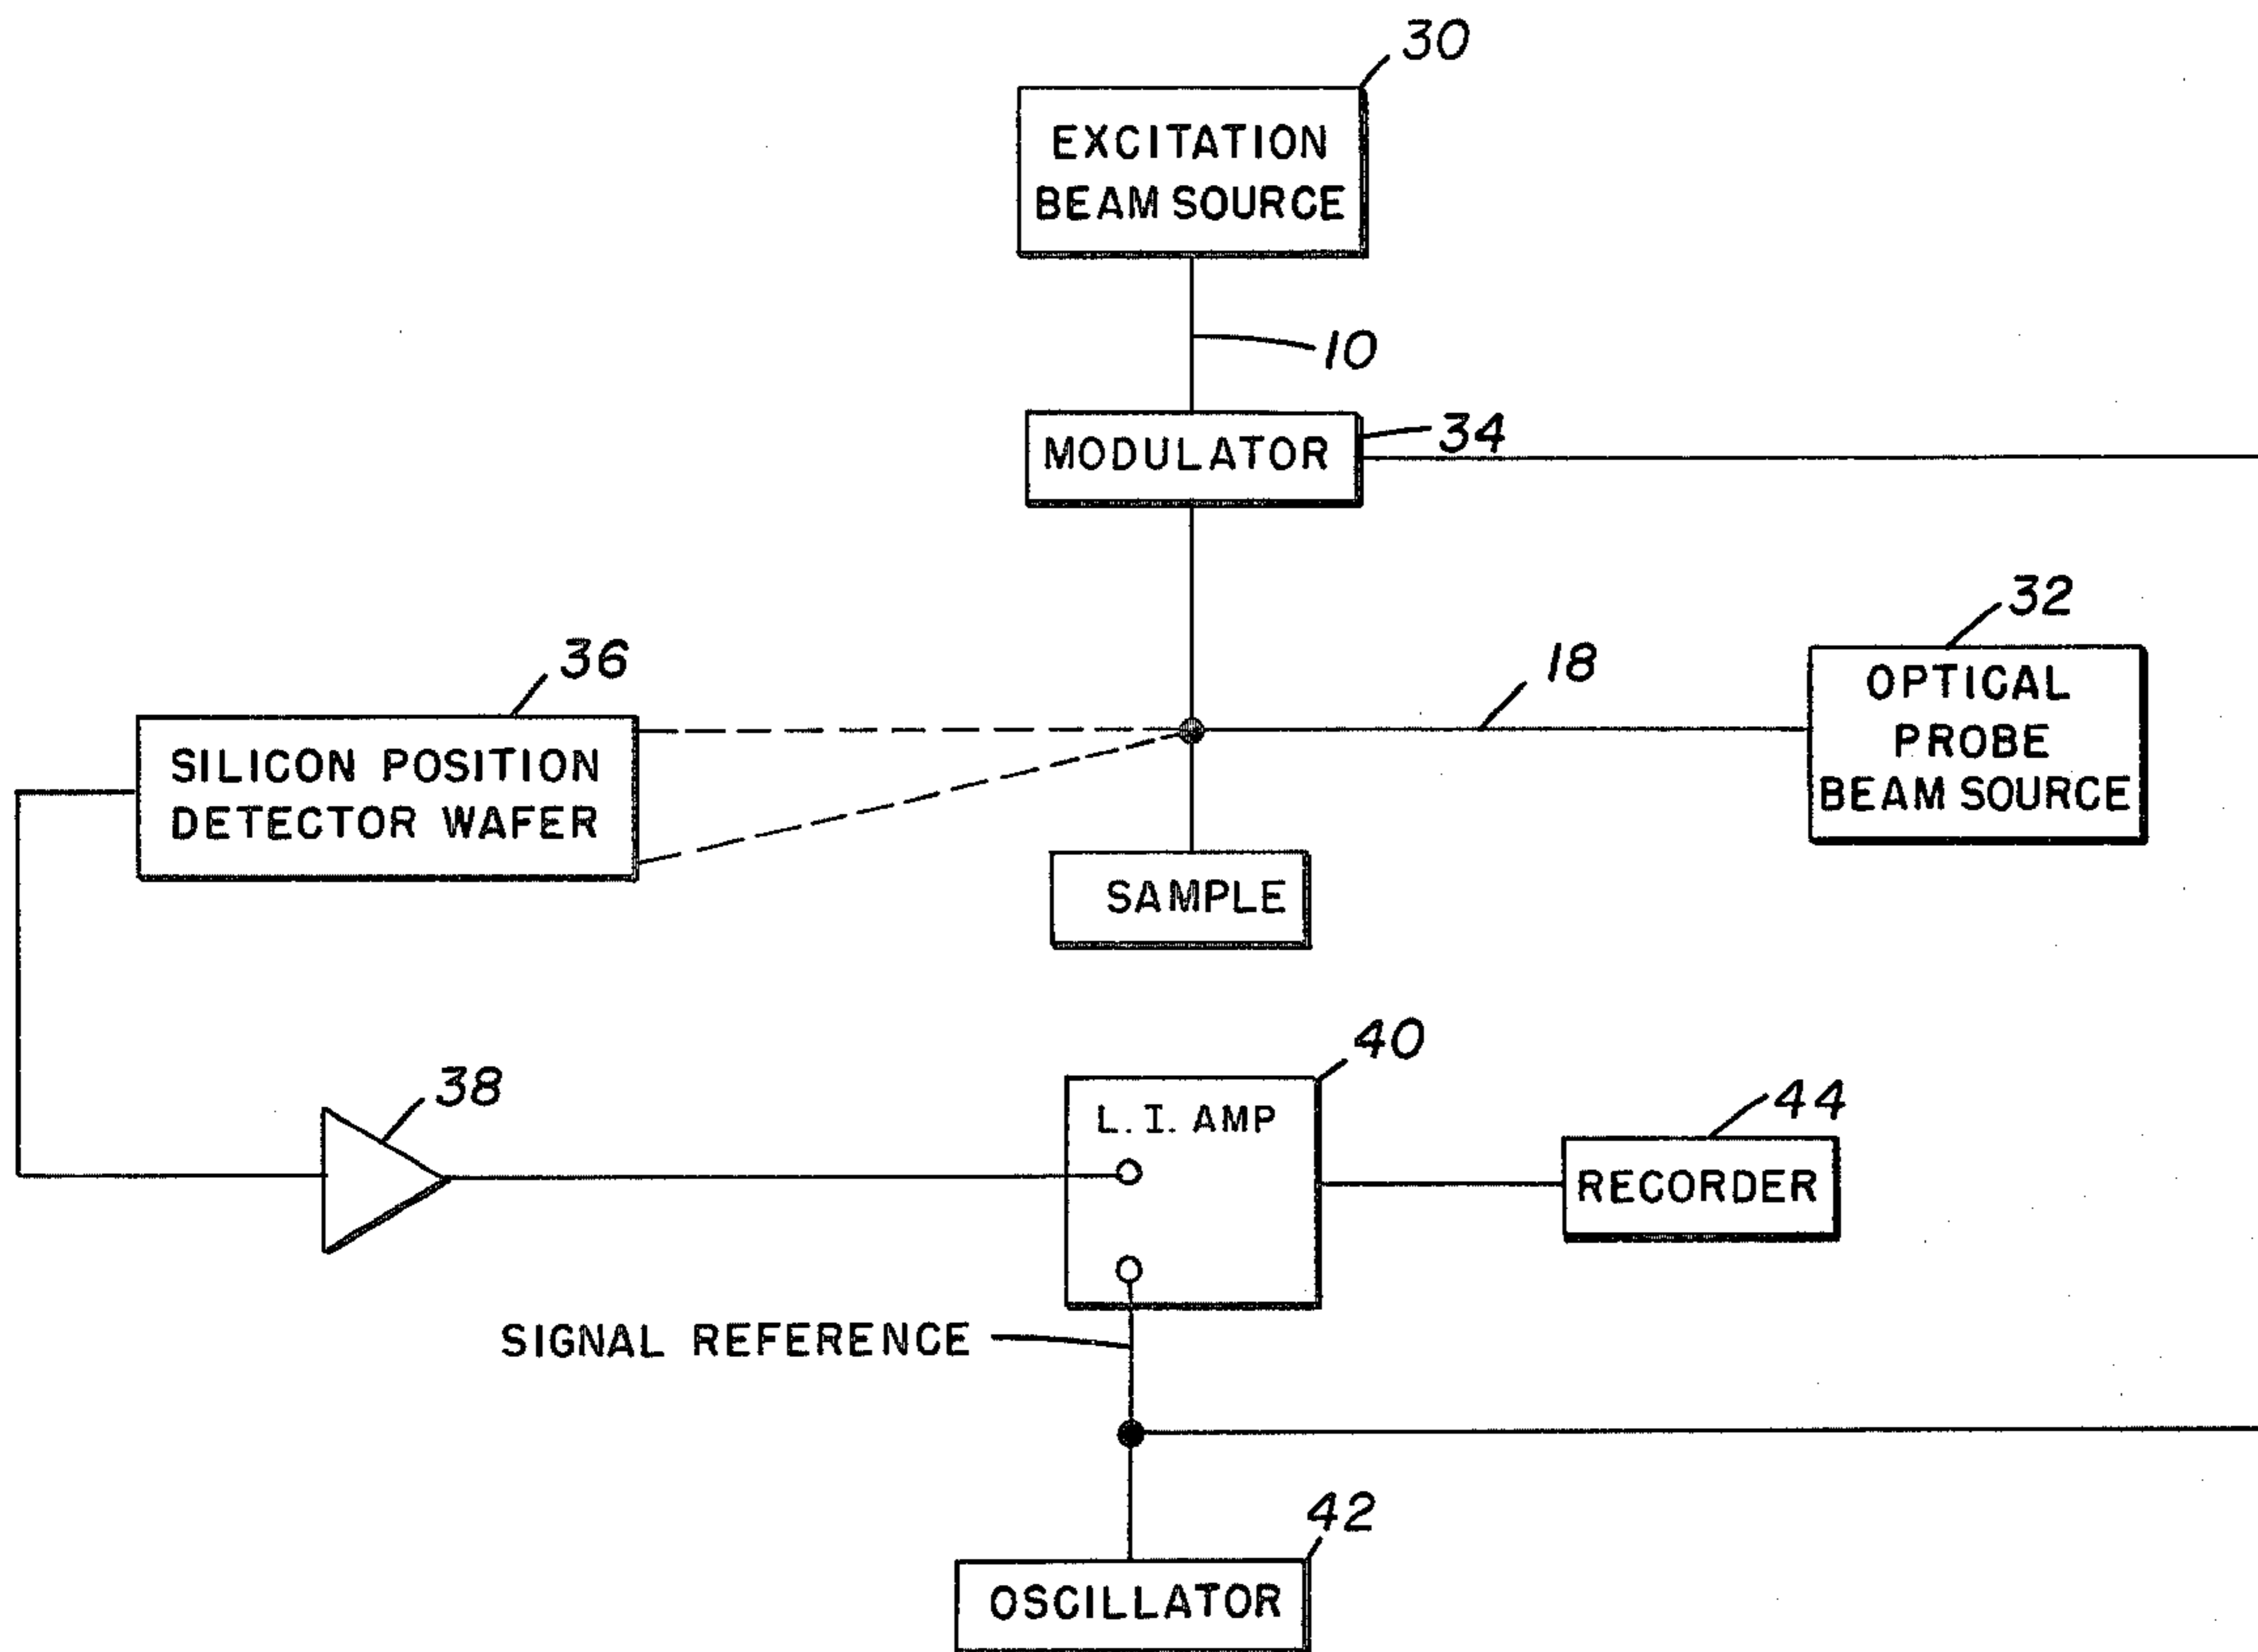 30
EXCITATION
BEAM SOURCE
10
MODULATOR
34
32
36
18
OPTICAL
PROBE
BEAM SOURCE
SILICON POSITION
DETECTOR WAFER
SAMPLE
40
38
44
L. I. AMP
RECORDER
SIGNAL REFERENCE
42
OSCILLATOR